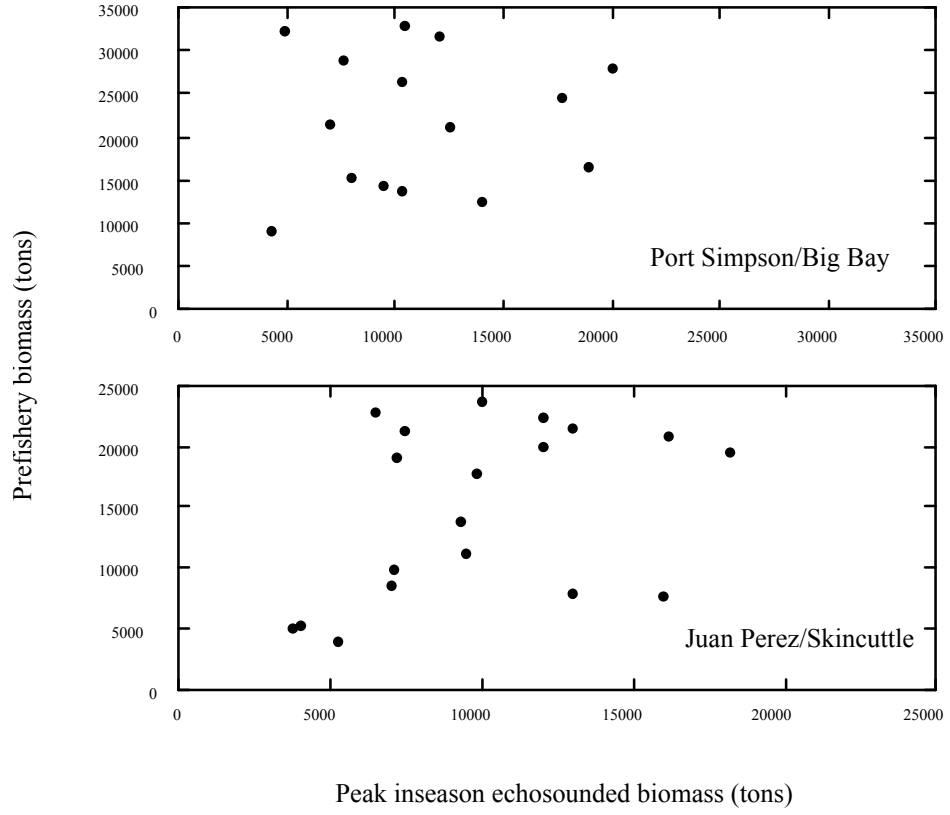 35000
30000
25000
20000
15000
10000
5000
0
Port Simpson/Big Bay
0 5000 10000 15000 20000 25000 30000 35000
Prefishery biomass (tons)
25000
20000
15000
10000
5000
0
Juan Perez/Skincuttle
0 5000 10000 15000 20000 25000
Peak inseason echosounded biomass (tons)